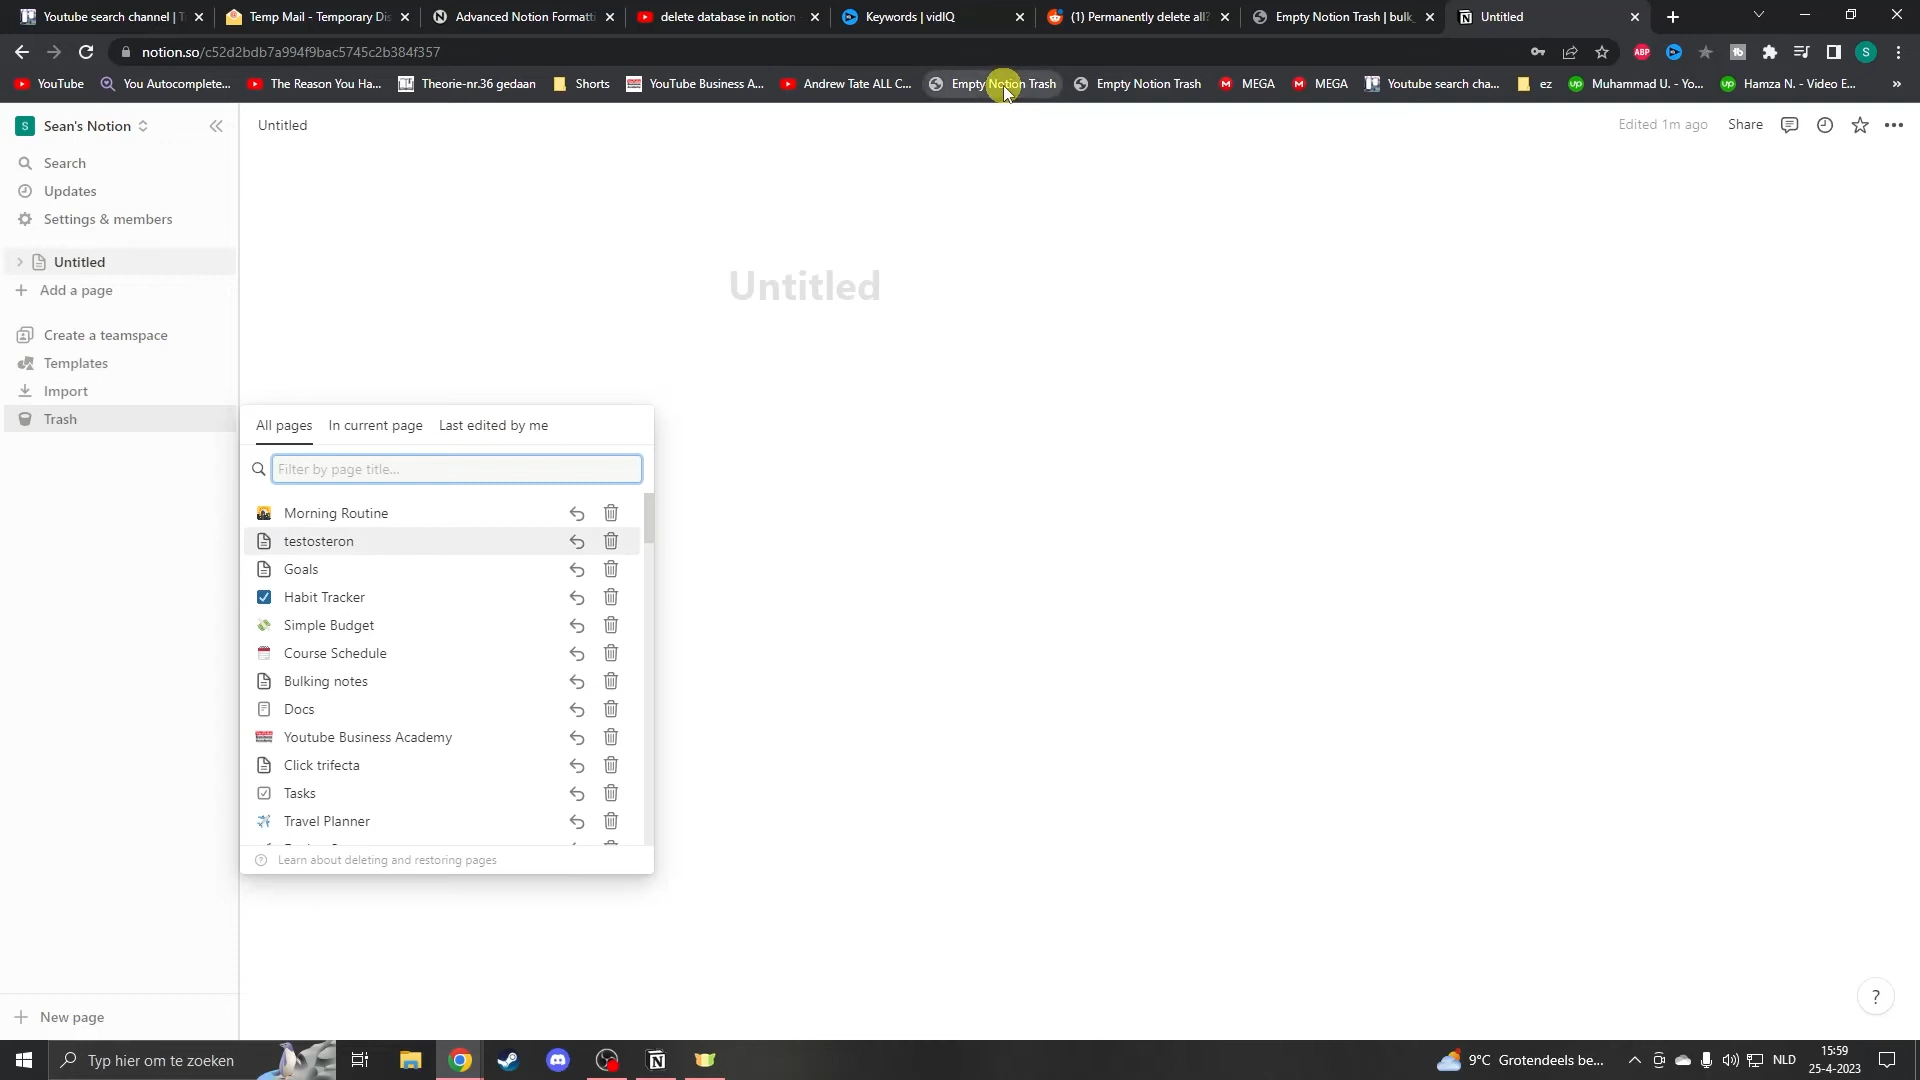 Youtube search channel | T
Temp Mail - Temporary Dis
Advanced Notion Formatti
delete database in notion
Keywords | vidIQ
(1) Permanently delete all?
Empty Notion Trash | bulk_
Untitled
notion.so/c52d2bdb7a994f9bac5745c2b384f357
YouTube
You Autocomplete...
The Reason You Ha...
Theorie-nr.36 gedaan
Shorts
YouTube Business A...
Andrew Tate ALL C...
Empty Notion Trash
Empty Notion Trash
MEGA
MEGA
Youtube search cha...
ez
Muhammad U. - Yo...
Hamza N. - Video E...
»
S Sean's Notion
Untitled
Edited 1m ago
Share
Search
Updates
Settings & members
Untitled
Add a page
Create a teamspace
Templates
Import
Trash
Untitled
All pages
In current page
Last edited by me
Filter by page title...
Morning Routine
testosteron
Goals
Habit Tracker
Simple Budget
Course Schedule
Bulking notes
Docs
Youtube Business Academy
Click trifecta
Tasks
Travel Planner
Learn about deleting and restoring pages
New page
?
Typ hier om te zoeken
9°C Grotendeels be...
NLD
15:59
25-4-2023